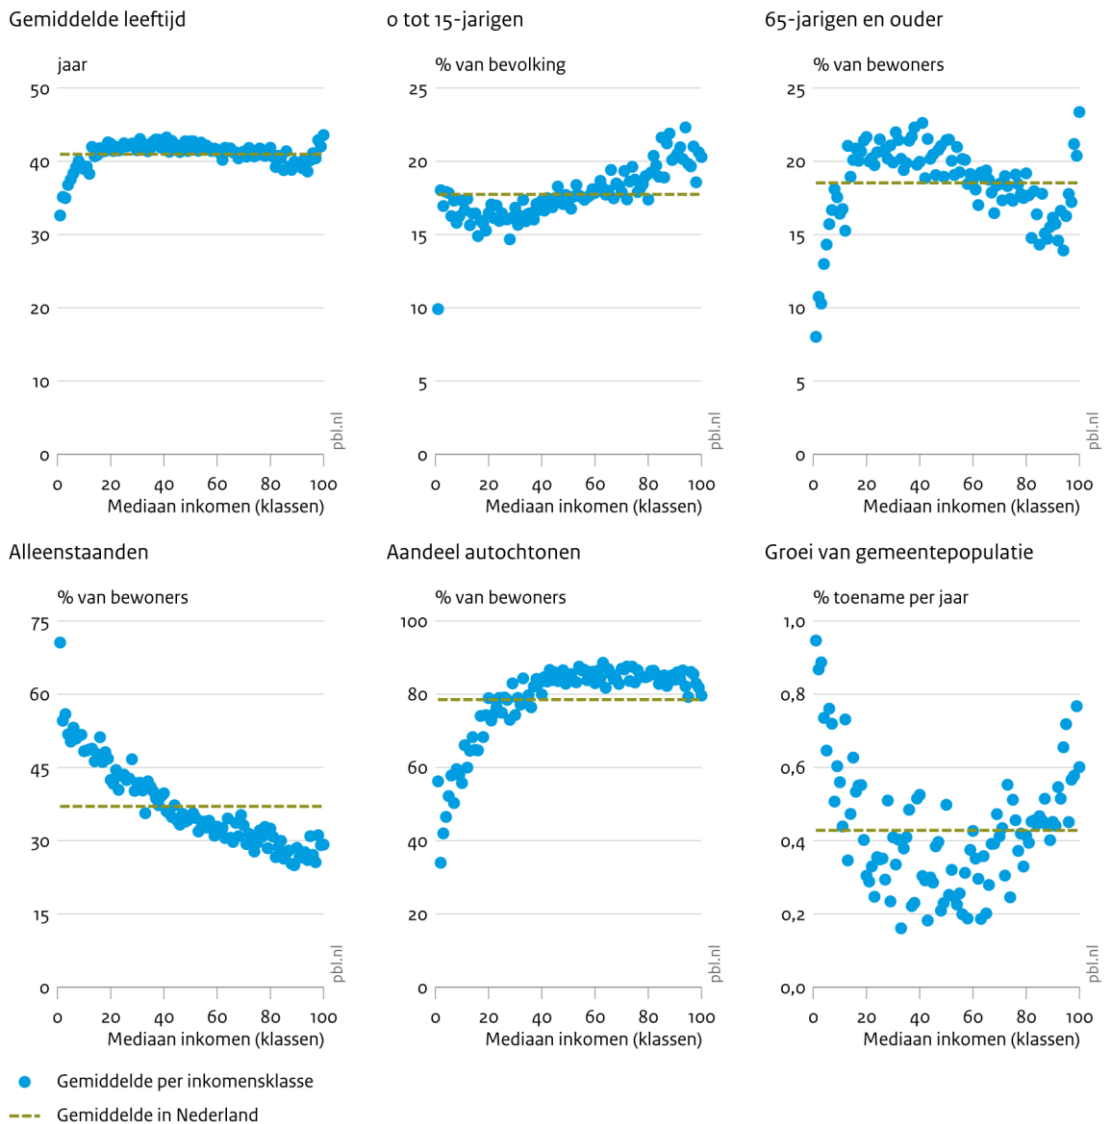 Gemiddelde leeftijd
jaar
50
40
30
20
10
0
0 20 40 60 80 100
Mediaan inkomen (klassen)
pbl.nl
0 tot 15-jarigen
% van bevolking
25
20
15
10
5
0
0 20 40 60 80 100
Mediaan inkomen (klassen)
pbl.nl
65-jarigen en ouder
% van bewoners
25
20
15
10
5
0
0 20 40 60 80 100
Mediaan inkomen (klassen)
pbl.nl
Alleenstaanden
% van bewoners
75
60
45
30
15
0
0 20 40 60 80 100
Mediaan inkomen (klassen)
pbl.nl
Aandeel autochtonen
% van bewoners
100
80
60
40
20
0
0 20 40 60 80 100
Mediaan inkomen (klassen)
pbl.nl
Groei van gemeentepopulatie
% toename per jaar
1,0
0,8
0,6
0,4
0,2
0,0
0 20 40 60 80 100
Mediaan inkomen (klassen)
pbl.nl
Gemiddelde per inkomensklasse
Gemiddelde in Nederland